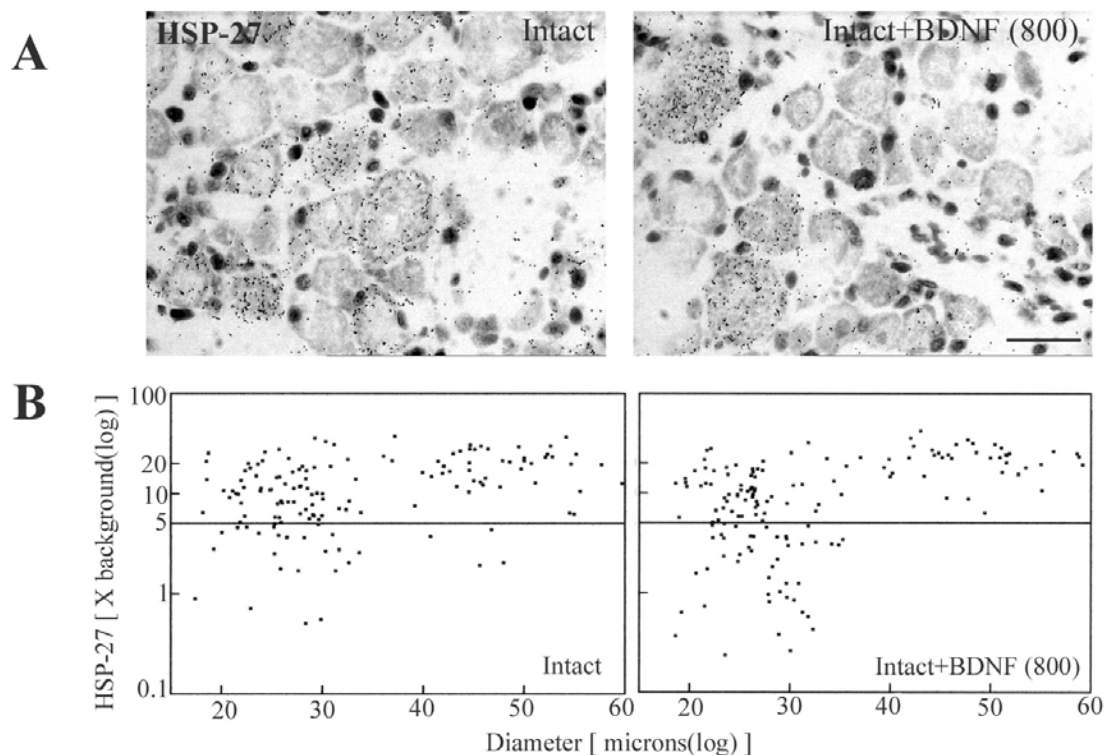 A
HSP-27
Intact
Intact+BDNF (800)
B
HSP-27 [ X background(log) ]
100
20
10
5
1
0.1
Intact
Intact+BDNF (800)
20 30 40 50 60 20 30 40 50 60
Diameter [ microns(log) ]